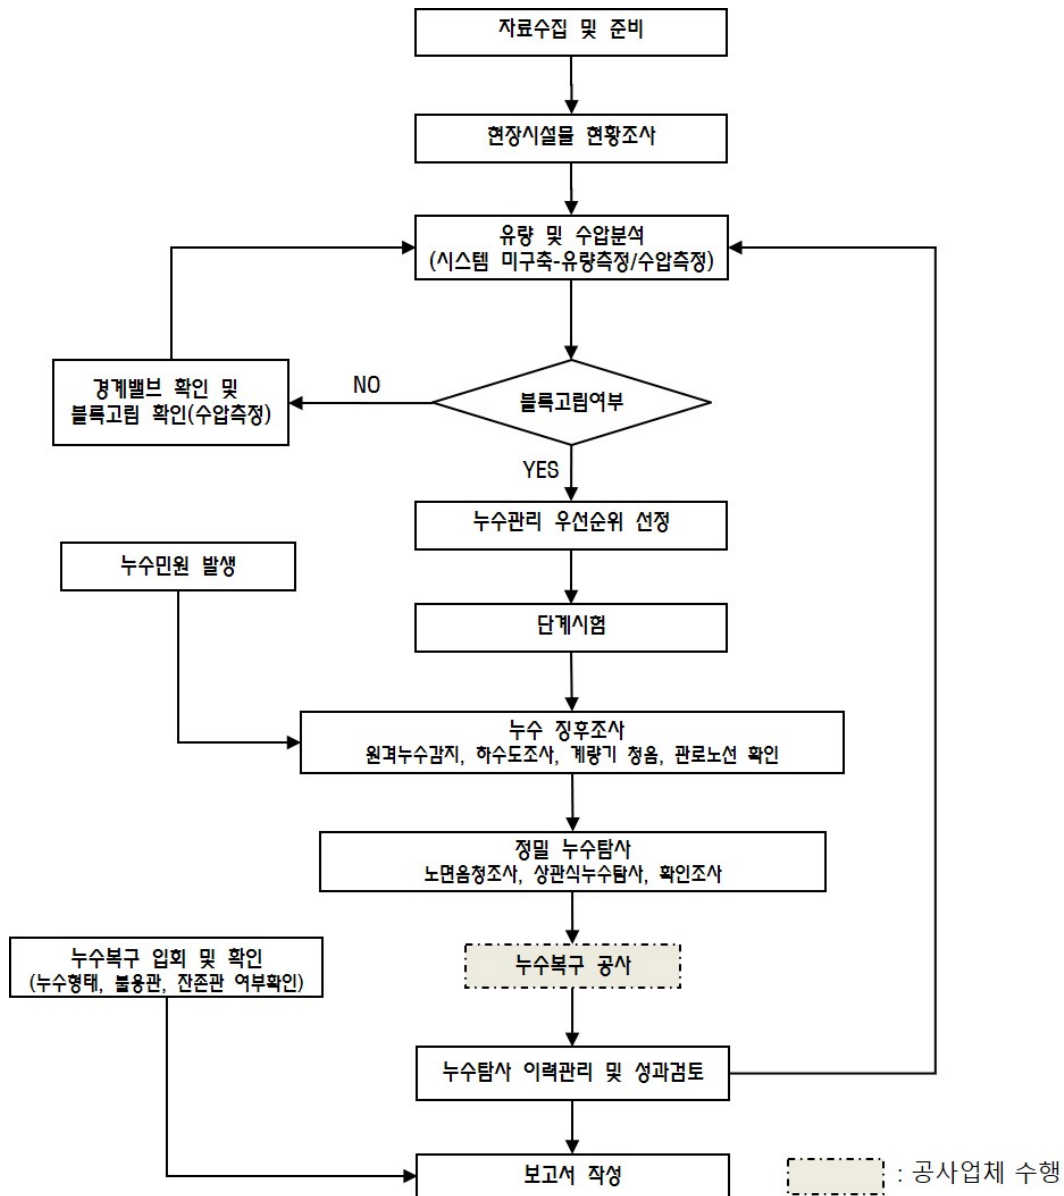 자료수집 및 준비
현장시설물 현황조사
유량 및 수압분석
(시스템 미구축-유량측정/수압측정)
경계밸브 확인 및
블록고립 확인(수압측정)
NO
블록고립여부
YES
누수관리 우선순위 선정
누수민원 발생
단계시험
누수 징후조사
원격누수감지, 하수도조사, 계량기 청음, 관로노선 확인
정밀 누수탐사
노면음청조사, 상관식누수탐사, 확인조사
누수복구 입회 및 확인
(누수형태, 불용관, 잔존관 여부확인)
누수복구 공사
누수탐사 이력관리 및 성과검토
보고서 작성
: 공사업체 수행